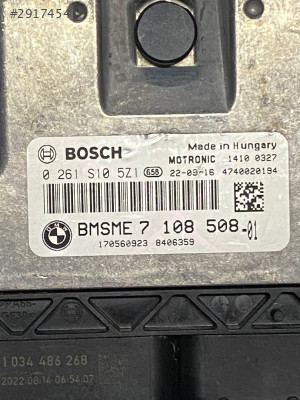 #2917454
BOSCH
Made in Hungary
MOTRONIC 1410 0327
0 261 S10 5Z1 658 22-09-16 4740020194
BMSME 7 108 508-01
170560923 8406359
1 034 486 268
2022-08-14 06:54:07